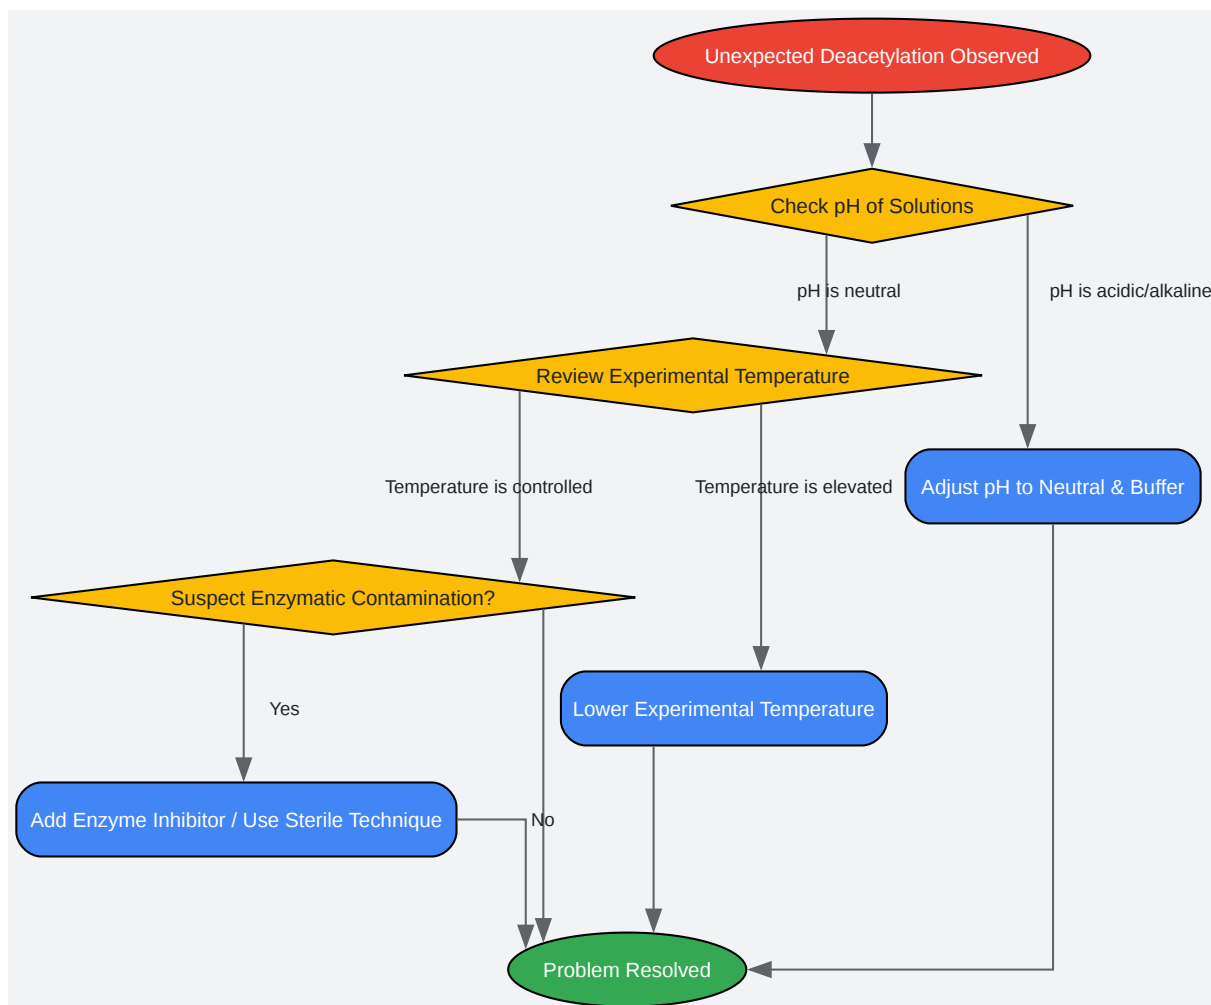 Unexpected Deacetylation Observed
Check pH of Solutions
pH is neutral
pH is acidic/alkaline
Review Experimental Temperature
Temperature is controlled
Temperature is elevated
Adjust pH to Neutral & Buffer
Suspect Enzymatic Contamination?
Yes
Lower Experimental Temperature
Add Enzyme Inhibitor / Use Sterile Technique
No
Problem Resolved